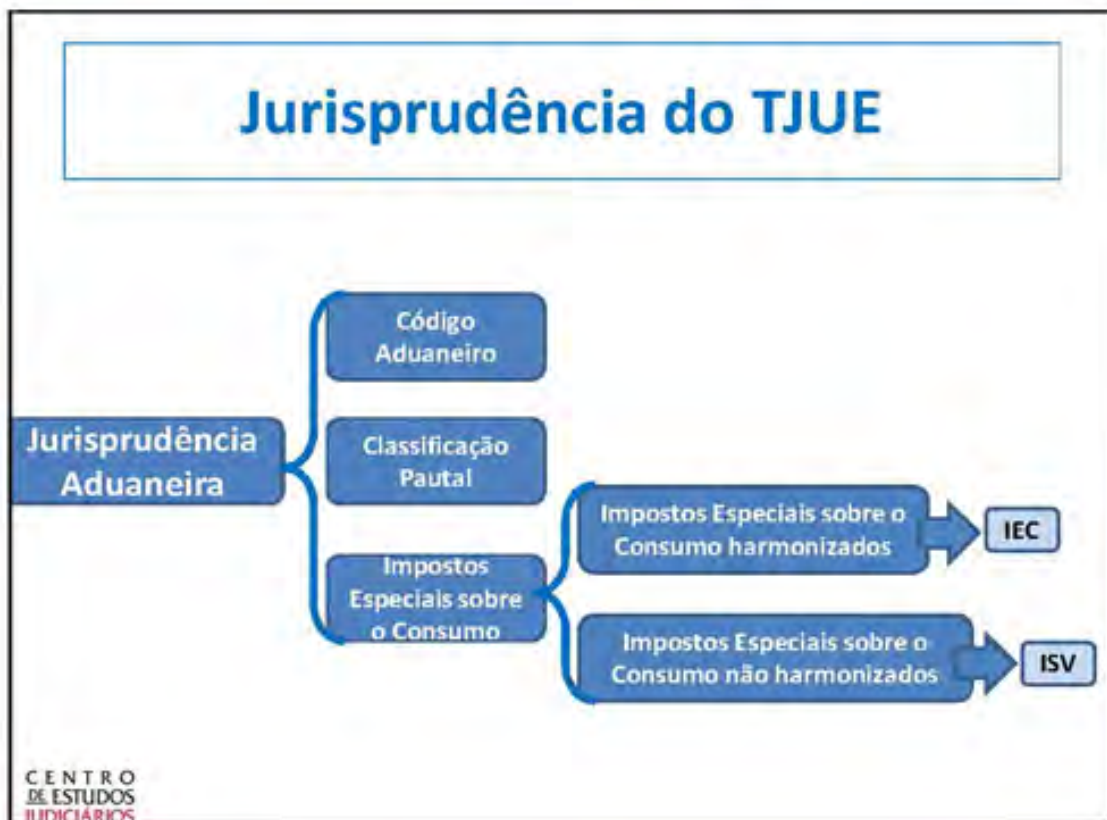 Jurisprudência do TJUE
Código
Aduaneiro
Jurisprudência
Aduaneira
Classificação
Pautal
Impostos
Especiais sobre
o Consumo
Impostos Especiais sobre o
Consumo harmonizados
IEC
Impostos Especiais sobre o
Consumo não harmonizados
ISV
CENTRO
DE ESTUDOS
JUDICIÁRIOS